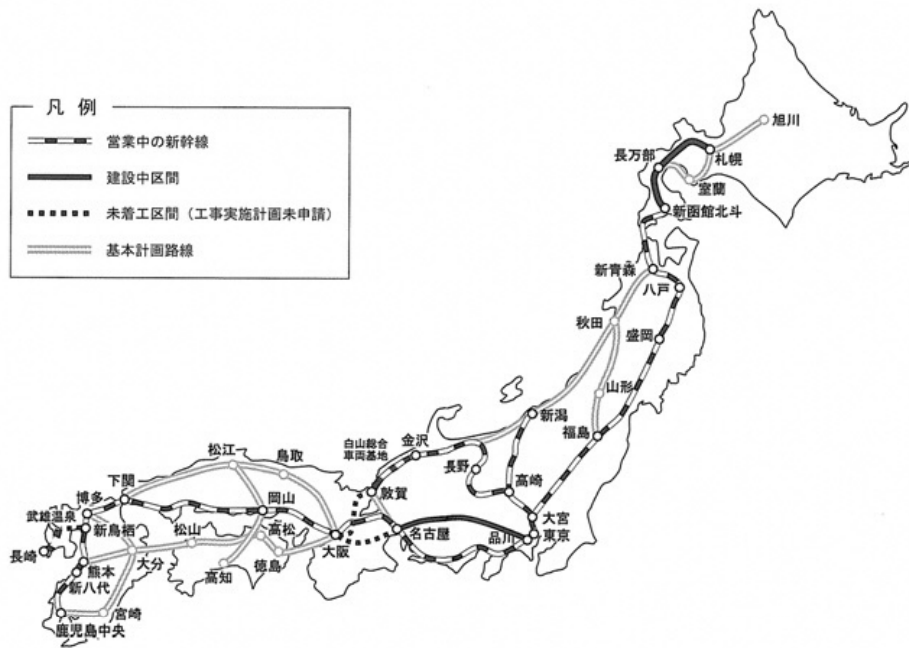 凡例
営業中の新幹線
建設中区間
未着工区間（工事実施計画未申請）
基本計画路線
旭川
札幌
長万部
室蘭
新函館北斗
新青森
八戸
秋田
盛岡
山形
新潟
福島
白山総合
車両基地
金沢
長野
高崎
敦賀
大宮
東京
品川
名古屋
松江
鳥取
下関
岡山
博多
武雄温泉
新鳥栖
松山
高松
大阪
長崎
大分
高知
徳島
熊本
新八代
宮崎
鹿児島中央